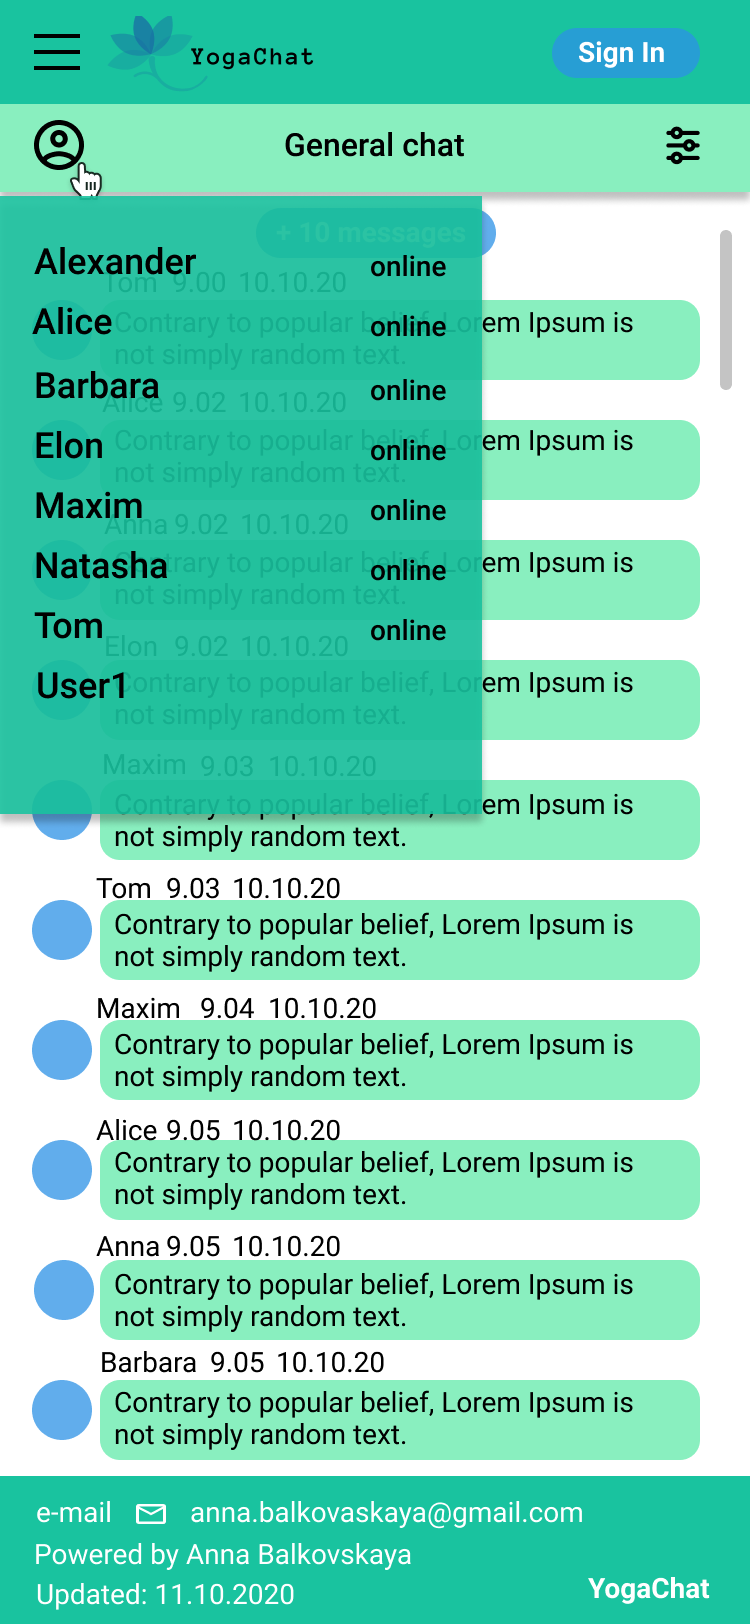 YogaChat
Sign In
General chat
+ 10 messages
Alexander online
Tom 9.00 10.10.20
Alice online
Contrary to popular belief, Lorem Ipsum is
not simply random text.
Barbara online
Alice 9.02 10.10.20
Elon online
Contrary to popular belief, Lorem Ipsum is
not simply random text.
Maxim online
Anna 9.02 10.10.20
Natasha online
Contrary to popular belief, Lorem Ipsum is
not simply random text.
Tom online
Elon 9.02 10.10.20
User1
Contrary to popular belief, Lorem Ipsum is
not simply random text.
Maxim 9.03 10.10.20
Contrary to popular belief, Lorem Ipsum is
not simply random text.
Tom 9.03 10.10.20
Contrary to popular belief, Lorem Ipsum is
not simply random text.
Maxim 9.04 10.10.20
Contrary to popular belief, Lorem Ipsum is
not simply random text.
Alice 9.05 10.10.20
Contrary to popular belief, Lorem Ipsum is
not simply random text.
Anna 9.05 10.10.20
Contrary to popular belief, Lorem Ipsum is
not simply random text.
Barbara 9.05 10.10.20
Contrary to popular belief, Lorem Ipsum is
not simply random text.
e-mail anna.balkovaskaya@gmail.com
Powered by Anna Balkovskaya
Updated: 11.10.2020
YogaChat